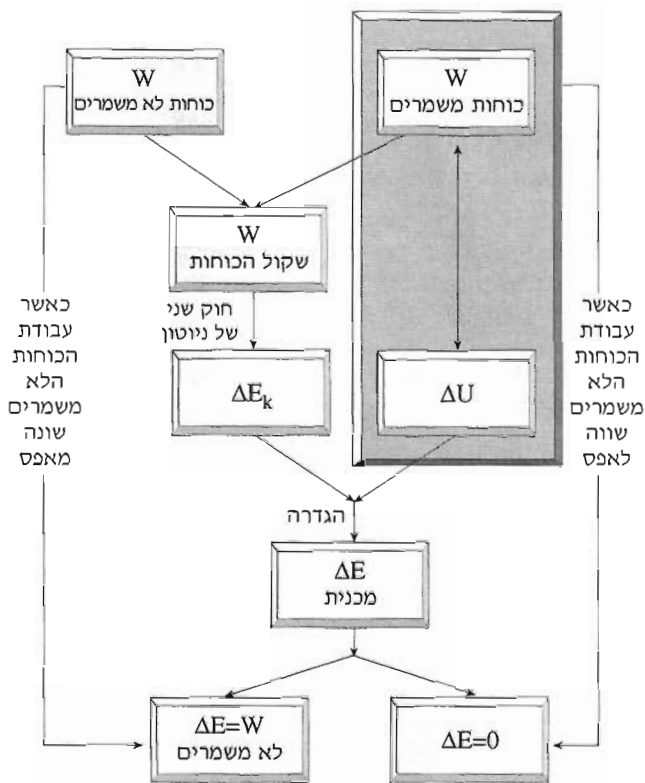 W
כוחות משמרים
W
כוחות לא משמרים
W
שקול הכוחות
חוק שני
של ניוטון
כאשר
עבודת
הכוחות
הלא
משמרים
שווה
לאפס
כאשר
עבודת
הכוחות
הלא
משמרים
שונה
מאפס
ΔU
ΔE_k
הגדרה
ΔE
מכנית
ΔE=0
ΔE=W
לא משמרים